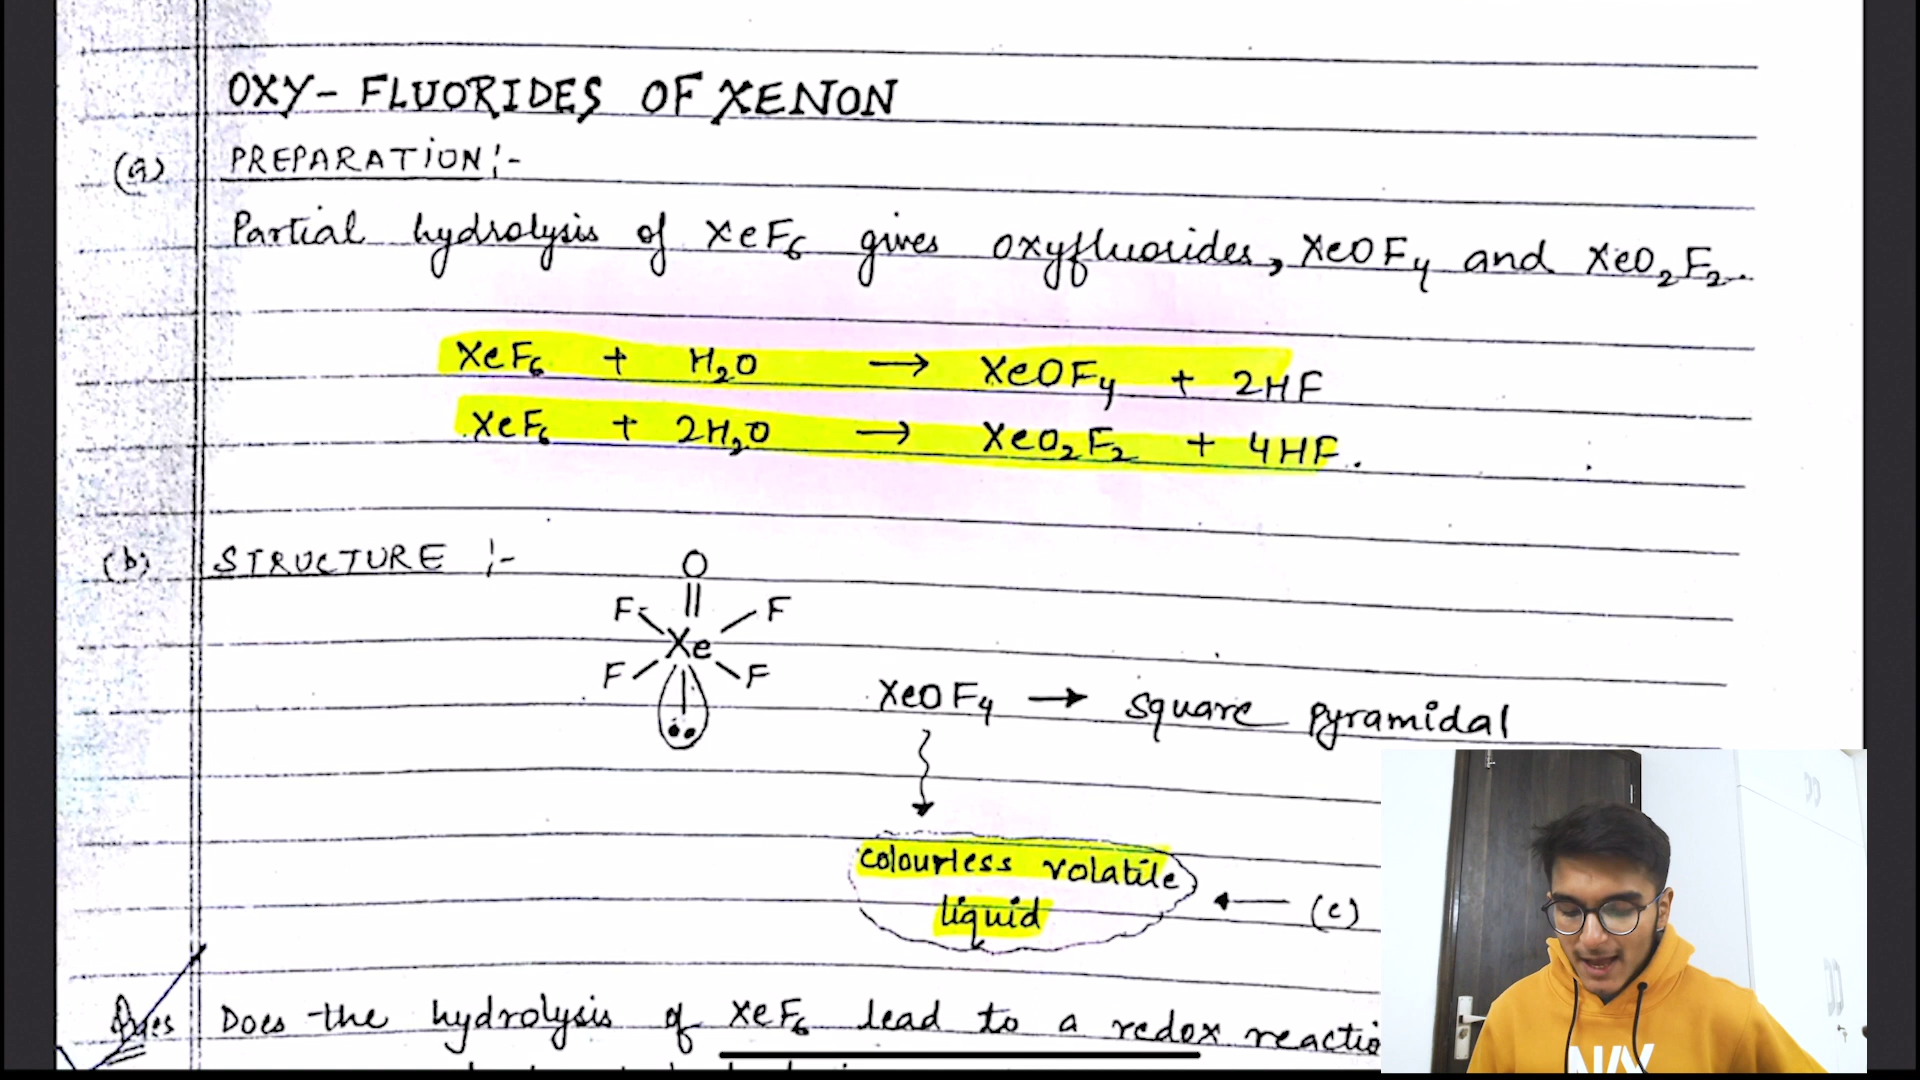 OXY-FLUORIDES OF XENON
(a) PREPARATION:-
Partial hydrolysis of XeF₆ gives oxyfluorides, XeOF₄ and XeO₂F₂.
XeF₆ + H₂O → XeOF₄ + 2HF
XeF₆ + 2H₂O → XeO₂F₂ + 4HF.
(b) STRUCTURE :-
O
F F
Xe
F F
XeOF₄ → Square pyramidal
colourless volatile
liquid ← (c)
Ques Does the hydrolysis of XeF₆ lead to a redox reactio